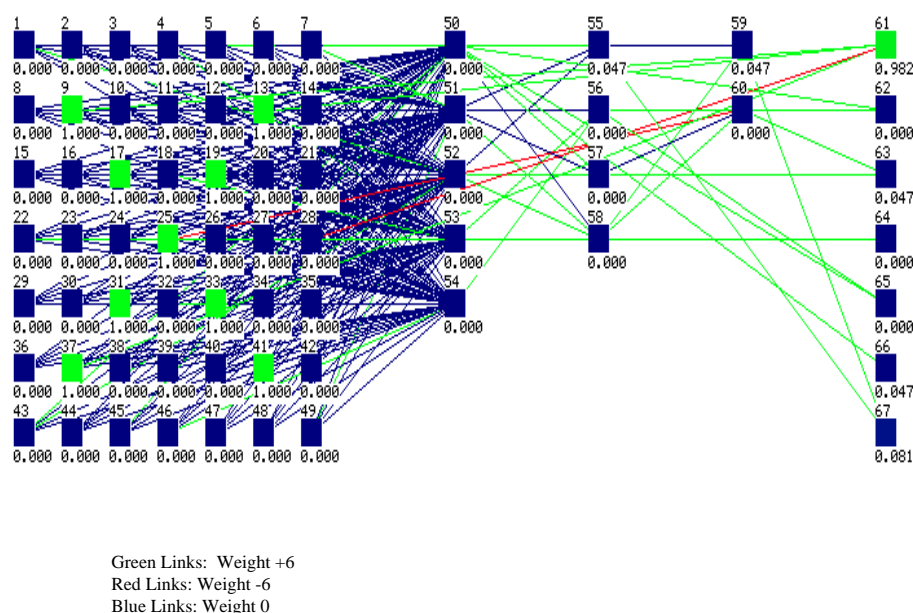 1 2 3 4 5 6 7 50 55 59 61
0.000 0.000 0.000 0.000 0.000 0.000 0.000 0.000 0.047 0.047 0.982
8 9 10 11 12 13 14 51 56 60 62
0.000 1.000 0.000 0.000 0.000 1.000 0.000 0.000 0.000 0.000 0.000
15 16 17 18 19 20 21 52 57 63
0.000 0.000 1.000 0.000 1.000 0.000 0.000 0.000 0.000 0.047
22 23 24 25 26 27 28 53 58 64
0.000 0.000 0.000 1.000 0.000 0.000 0.000 0.000 0.000 0.000
29 30 31 32 33 34 35 54 65
0.000 0.000 1.000 0.000 1.000 0.000 0.000 0.000 0.000
36 37 38 39 40 41 42 66
0.000 1.000 0.000 0.000 0.000 1.000 0.000 0.047
43 44 45 46 47 48 49 67
0.000 0.000 0.000 0.000 0.000 0.000 0.000 0.081
Green Links: Weight +6
Red Links: Weight -6
Blue Links: Weight 0